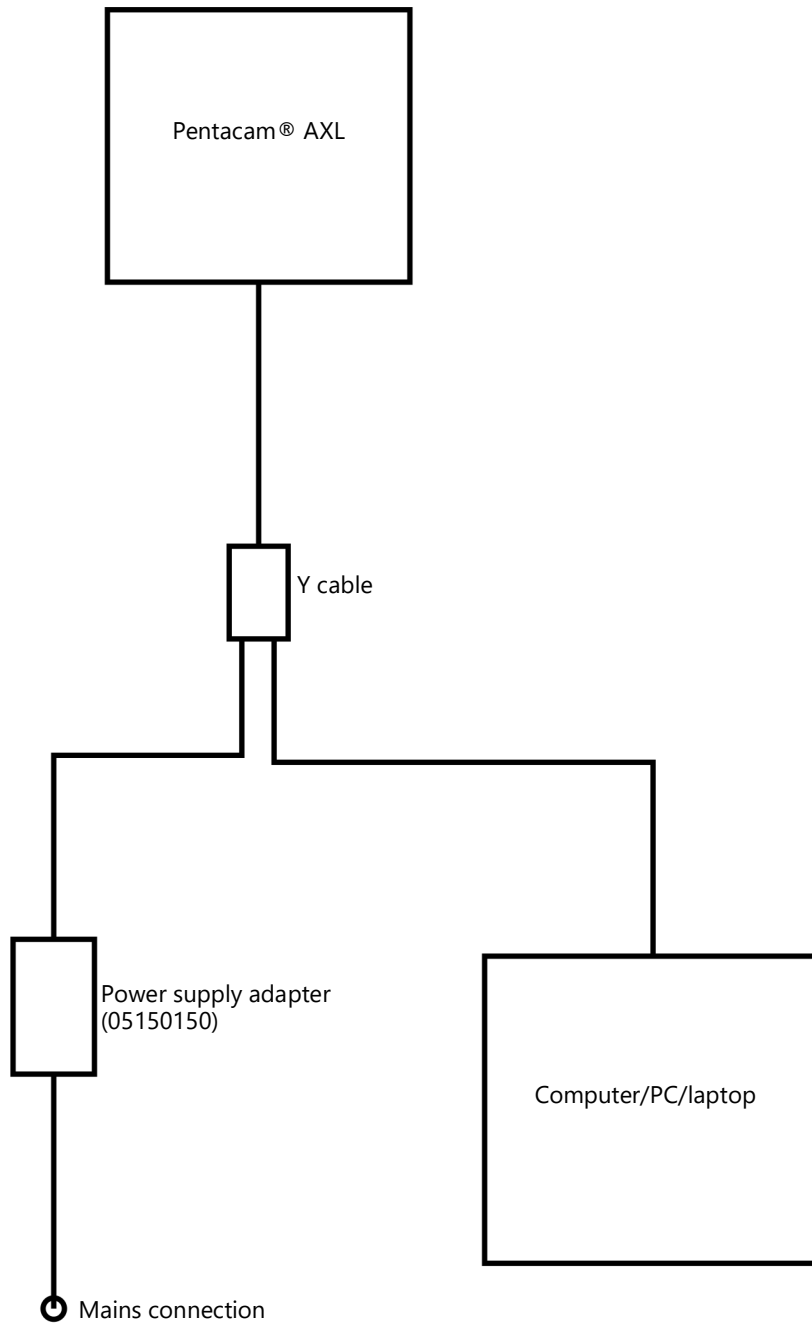 Pentacam® AXL
Y cable
Power supply adapter
(05150150)
Computer/PC/laptop
Mains connection